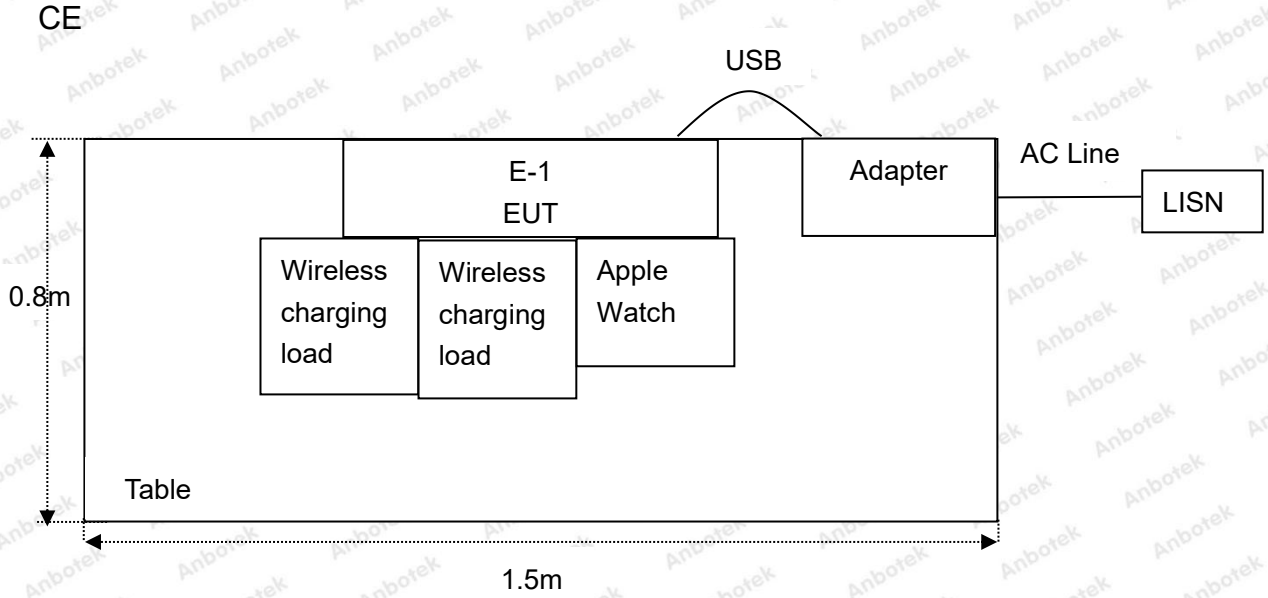 CE
USB
E-1
EUT
Adapter
AC Line
LISN
Wireless
charging
load
Wireless
charging
load
Apple
Watch
0.8m
Table
1.5m
Anbotek